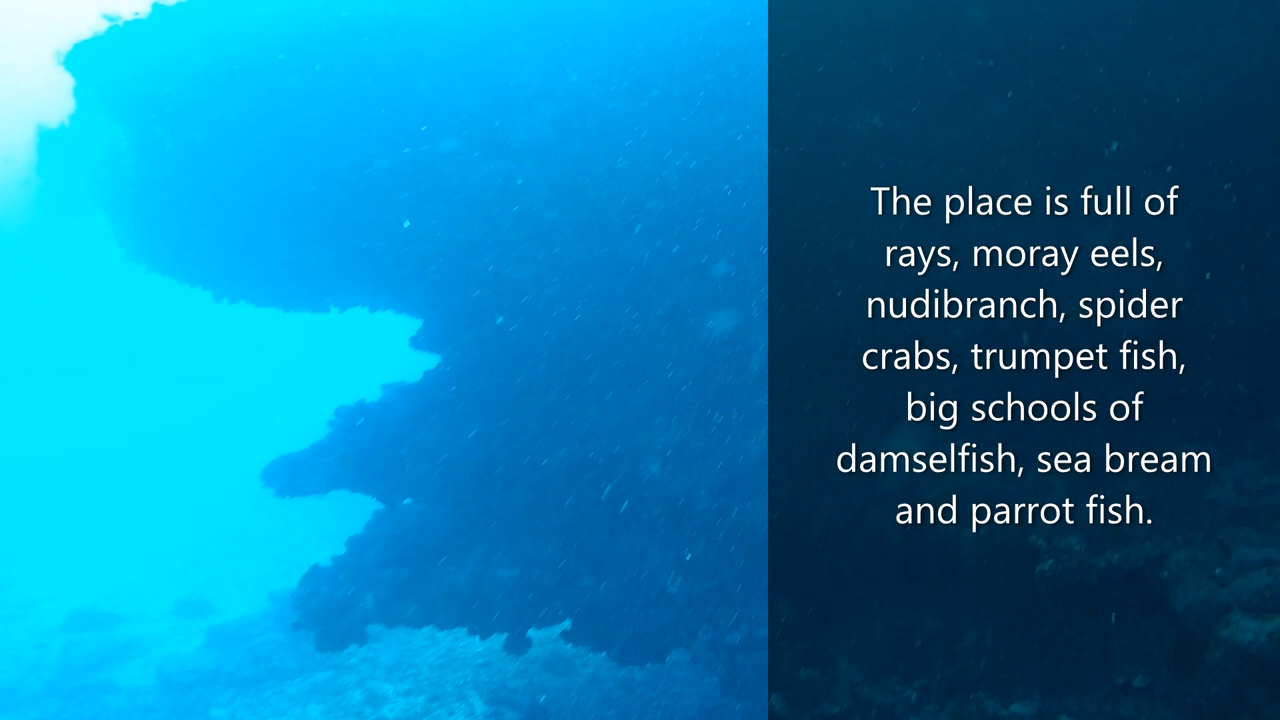 The place is full of
rays, moray eels,
nudibranch, spider
crabs, trumpet fish,
big schools of
damselfish, sea bream
and parrot fish.